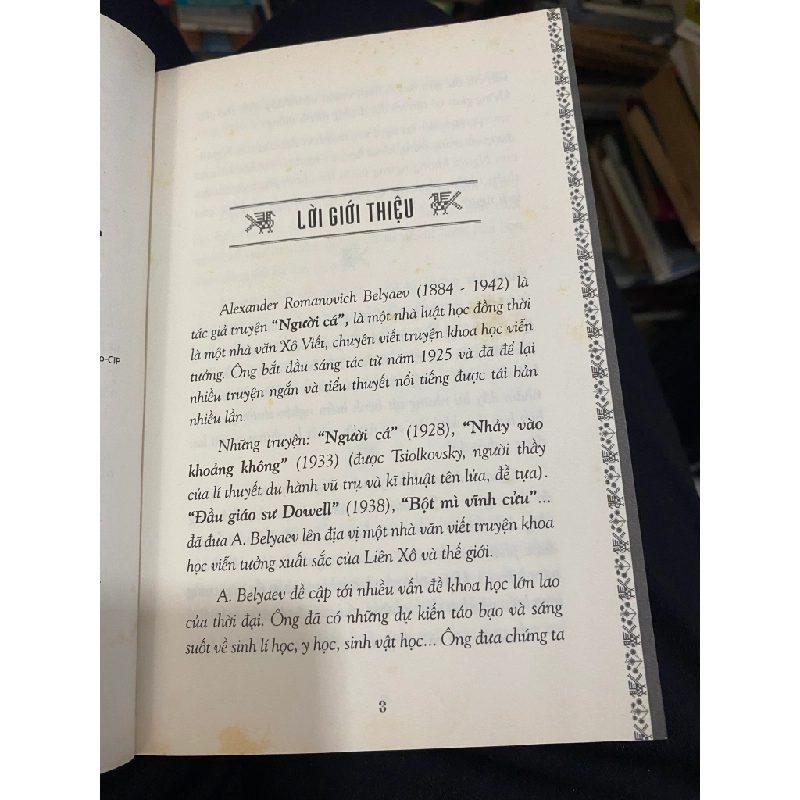 LỜI GIỚI THIỆU
Alexander Romanovich Belyaev (1884 - 1942) là
tác giả truyện “Người cá”, là một nhà luật học đồng thời
là một nhà văn Xô Viết, chuyên viết truyện khoa học viễn
tưởng. Ông bắt đầu sáng tác từ năm 1925 và đã để lại
nhiều truyện ngắn và tiểu thuyết nổi tiếng được tái bản
nhiều lần.
Những truyện: “Người cá” (1928), “Nhảy vào
khoảng không” (1933) (được Tsiolkovsky, người thầy
của lí thuyết du hành vũ trụ và kĩ thuật tên lửa, đề tựa).
“Đầu giáo sư Dowell” (1938), “Bột mì vĩnh cửu”...
đã đưa A. Belyaev lên địa vị một nhà văn viết truyện khoa
học viễn tưởng xuất sắc của Liên Xô và thế giới.
A. Belyaev đề cập tới nhiều vấn đề khoa học lớn lao
của thời đại. Ông đã có những dự kiến táo bạo và sáng
suốt về sinh lí học, y học, sinh vật học... Ông đưa chúng ta
3
P-CIP